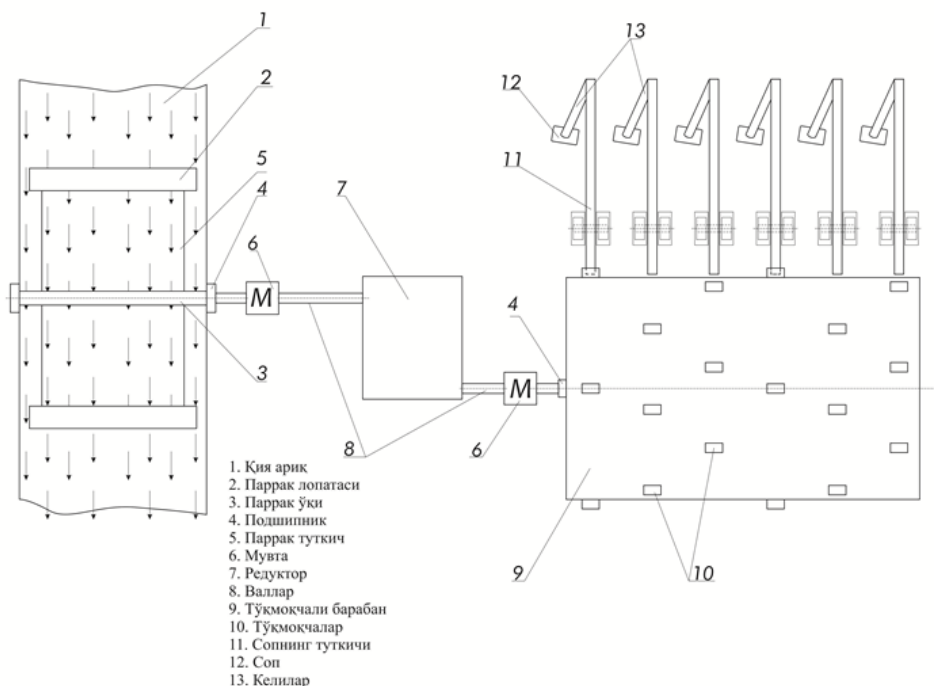 1
2
5
4
6
7
3
M
M
8
6
4
13
12
11
9
10
1. Қия ариқ
2. Паррак лопатаси
3. Паррак ўқи
4. Подшипник
5. Паррак туткич
6. Мувта
7. Редуктор
8. Валлар
9. Тўқмоқчали барабан
10. Тўқмоқчалар
11. Сопнинг туткичи
12. Соп
13. Келилар